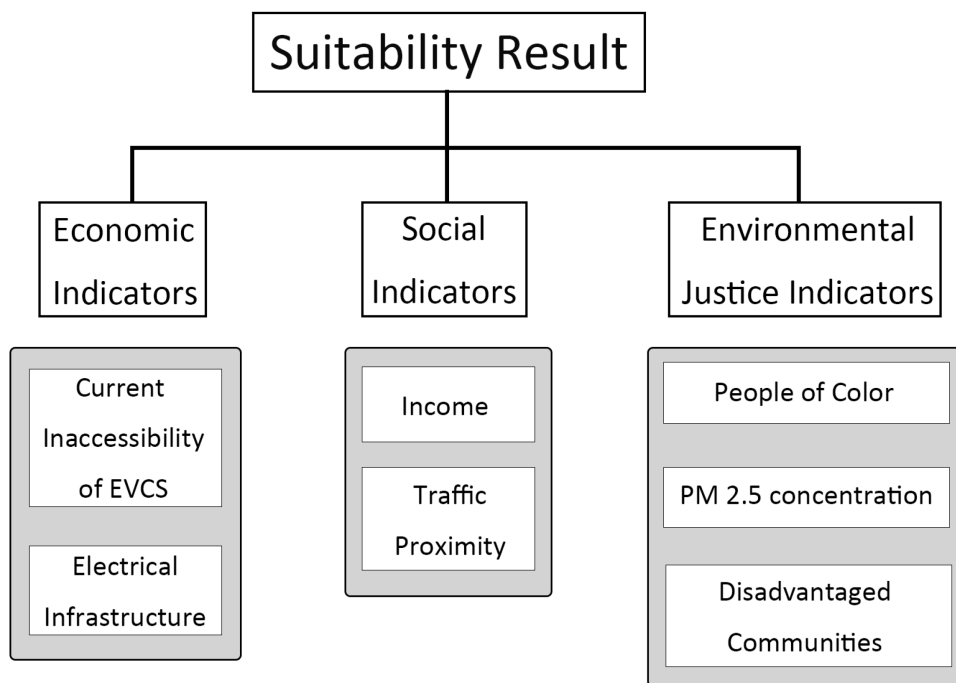 Suitability Result
Economic
Indicators
Current
Inaccessibility
of EVCS
Electrical
Infrastructure
Social
Indicators
Income
Traffic
Proximity
Environmental
Justice Indicators
People of Color
PM 2.5 concentration
Disadvantaged
Communities